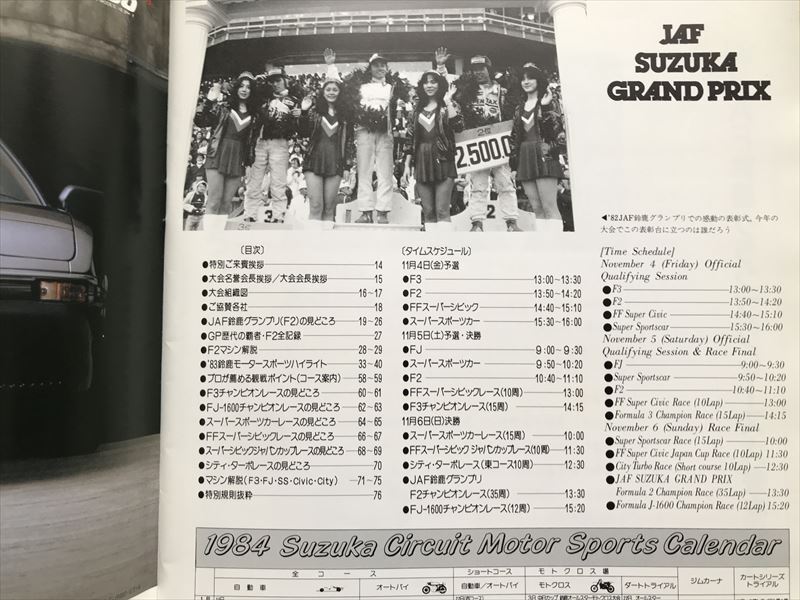 JAF
SUZUKA
GRAND PRIX
2位
2,500,0
3
2
3位
◀'82JAF鈴鹿グランプリでの感動の表彰式。今年の
大会でこの表彰台に立つのは誰だろう
〔目次〕
●特別ご来賓挨拶 14
●大会名誉会長挨拶/大会会長挨拶 15
●大会組織図 16~17
●ご協賛各社 18
●JAF鈴鹿グランプリ(F2)の見どころ 19~26
●GP歴代の覇者・F2全記録 27
●F2マシン解説 28~29
●'83鈴鹿モータースポーツハイライト 33~40
●プロが薦める観戦ポイント(コース案内) 58~59
●F3チャンピオンレースの見どころ 60~61
●FJ-1600チャンピオンレースの見どころ 62~63
●スーパースポーツカーレースの見どころ 64~65
●FFスーパーシビックレースの見どころ 66~67
●スーパーシビックジャパンカップレースの見どころ 68~69
●シティ・ターボレースの見どころ 70
●マシン解説(F3・FJ・SS・Civic・City) 71~75
●特別規則抜粋 76
〔タイムスケジュール〕
11月4日(金)予選
●F3 13:00~13:30
●F2 13:50~14:20
●FFスーパーシビック 14:40~15:10
●スーパースポーツカー 15:30~16:00
11月5日(土)予選・決勝
●FJ 9:00~9:30
●スーパースポーツカー 9:50~10:20
●F2 10:40~11:10
●FFスーパーシビックレース(10周) 13:00
●F3チャンピオンレース(15周) 14:15
11月6日(日)決勝
●スーパースポーツカーレース(15周) 10:00
●FFスーパーシビック ジャパンカップレース(10周) 11:30
●シティ・ターボレース(東コース10周) 12:30
●JAF鈴鹿グランプリ
F2チャンピオンレース(35周) 13:30
●FJ-1600チャンピオンレース(12周) 15:20
[Time Schedule]
November 4 (Friday) Official
Qualifying Session
●F3 13:00~13:30
●F2 13:50~14:20
●FF Super Civic 14:40~15:10
●Super Sportscar 15:30~16:00
November 5 (Saturday) Official
Qualifying Session & Race Final
●FJ 9:00~9:30
●Super Sportscar 9:50~10:20
●F2 10:40~11:10
●FF Super Civic Race (10Lap) 13:00
●Formula 3 Champion Race (15Lap) 14:15
November 6 (Sunday) Race Final
●Super Sportscar Race (15Lap) 10:00
●FF Super Civic Japan Cup Race (10Lap) 11:30
●City Turbo Race (Short course 10Lap) 12:30
●JAF SUZUKA GRAND PRIX
Formula 2 Champion Race (35Lap) 13:30
●Formula J-1600 Champion Race (12Lap) 15:20
1984 Suzuka Circuit Motor Sports Calendar
全コース ショートコース モトクロス場 ジムカーナ カートシリーズ
自動車 オートバイ 自動車/オートバイ モトクロス ダートトライアル トライアル